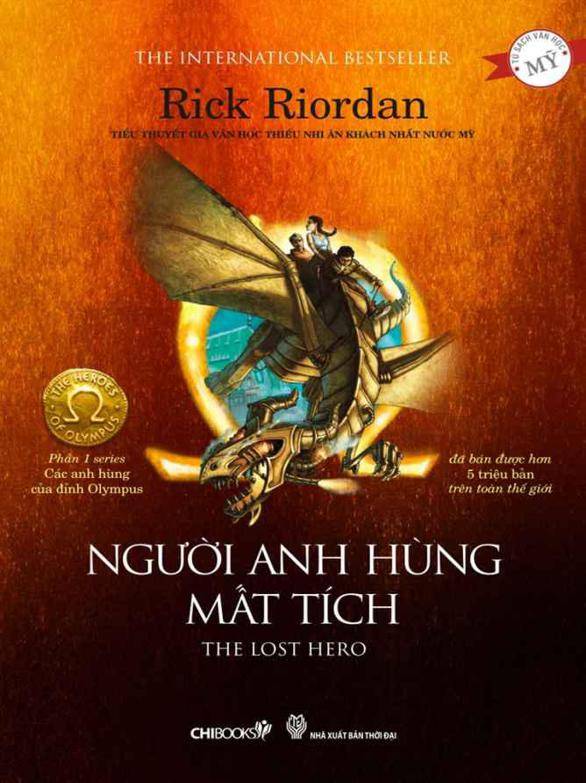 THE INTERNATIONAL BESTSELLER
TỦ SÁCH VĂN HỌC
MỸ
Rick Riordan
TIỂU THUYẾT GIA VĂN HỌC THIẾU NHI ĂN KHÁCH NHẤT NƯỚC MỸ
THE HEROES
OF OLYMPUS
Phần 1 series
Các anh hùng
của đỉnh Olympus
đã bán được hơn
5 triệu bản
trên toàn thế giới
NGƯỜI ANH HÙNG
MẤT TÍCH
THE LOST HERO
CHIBOOKS
NHÀ XUẤT BẢN THỜI ĐẠI